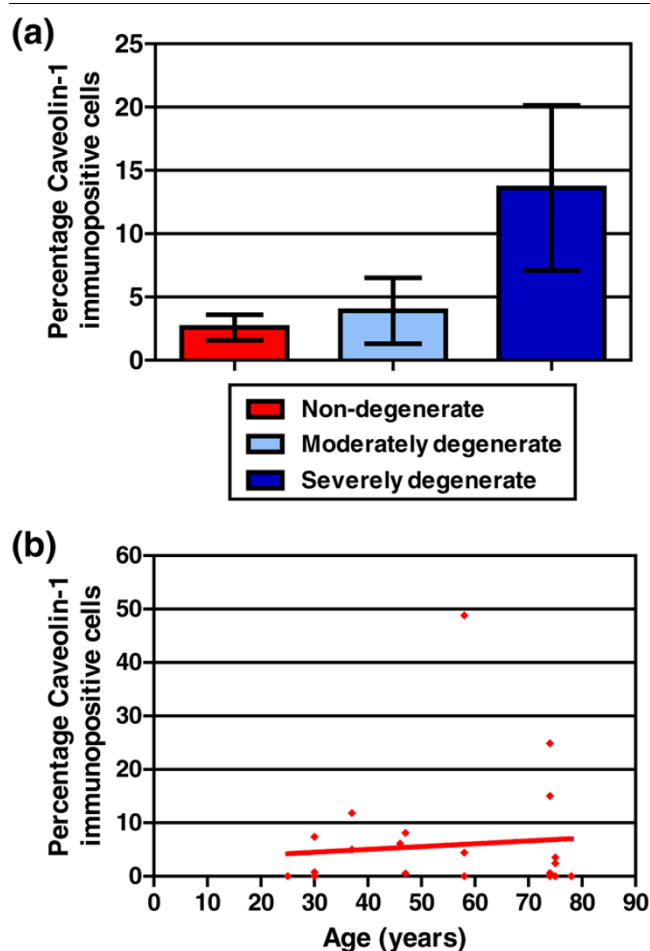 (a)
Percentage Caveolin-1
immunopositive cells
25
20
15
10
5
0
Non-degenerate
Moderately degenerate
Severely degenerate
(b)
Percentage Caveolin-1
immunopositive cells
60
50
40
30
20
10
0
0 10 20 30 40 50 60 70 80 90
Age (years)